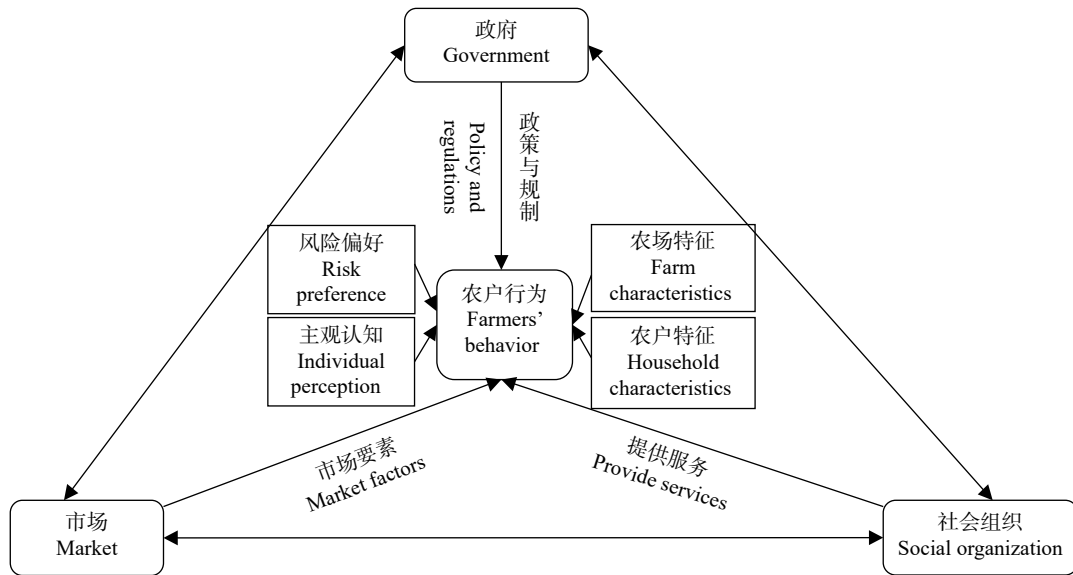 政府
Government
政策与规制
Policy and
regulations
风险偏好
Risk
preference
主观认知
Individual
perception
农户行为
Farmers’
behavior
农场特征
Farm
characteristics
农户特征
Household
characteristics
市场要素
Market factors
提供服务
Provide services
市场
Market
社会组织
Social organization